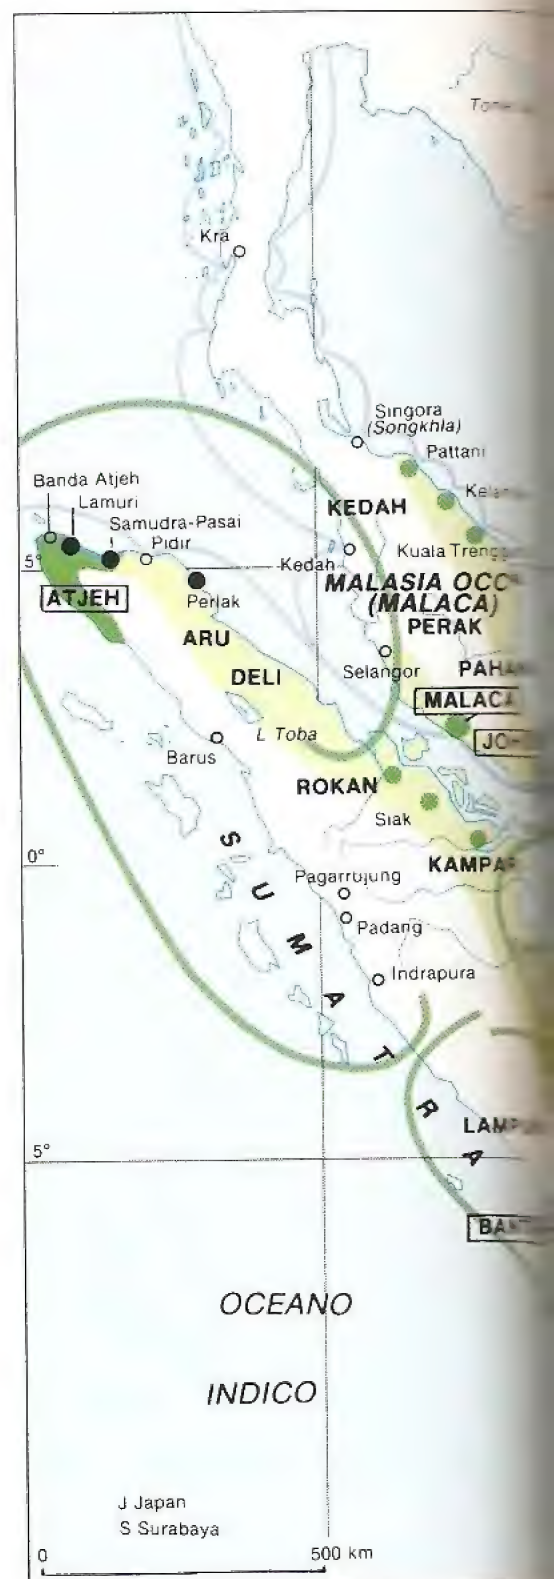 Kra
Singora
(Songkhla)
Pattani
Banda Atjeh
Lamuri
Samudra-Pasai
Pidir
KEDAH
5°
Kedah
Kuala
ATJEH
Perlak
MALASIA
(MALACA)
PERAK
ARU
Selangor
DELI
L Toba
Barus
ROKAN
Siak
0°
Pagarrujung
Padang
Indrapura
SUMATRA
5°
OCEANO
INDICO
J Japan
S Surabaya
0 500 km